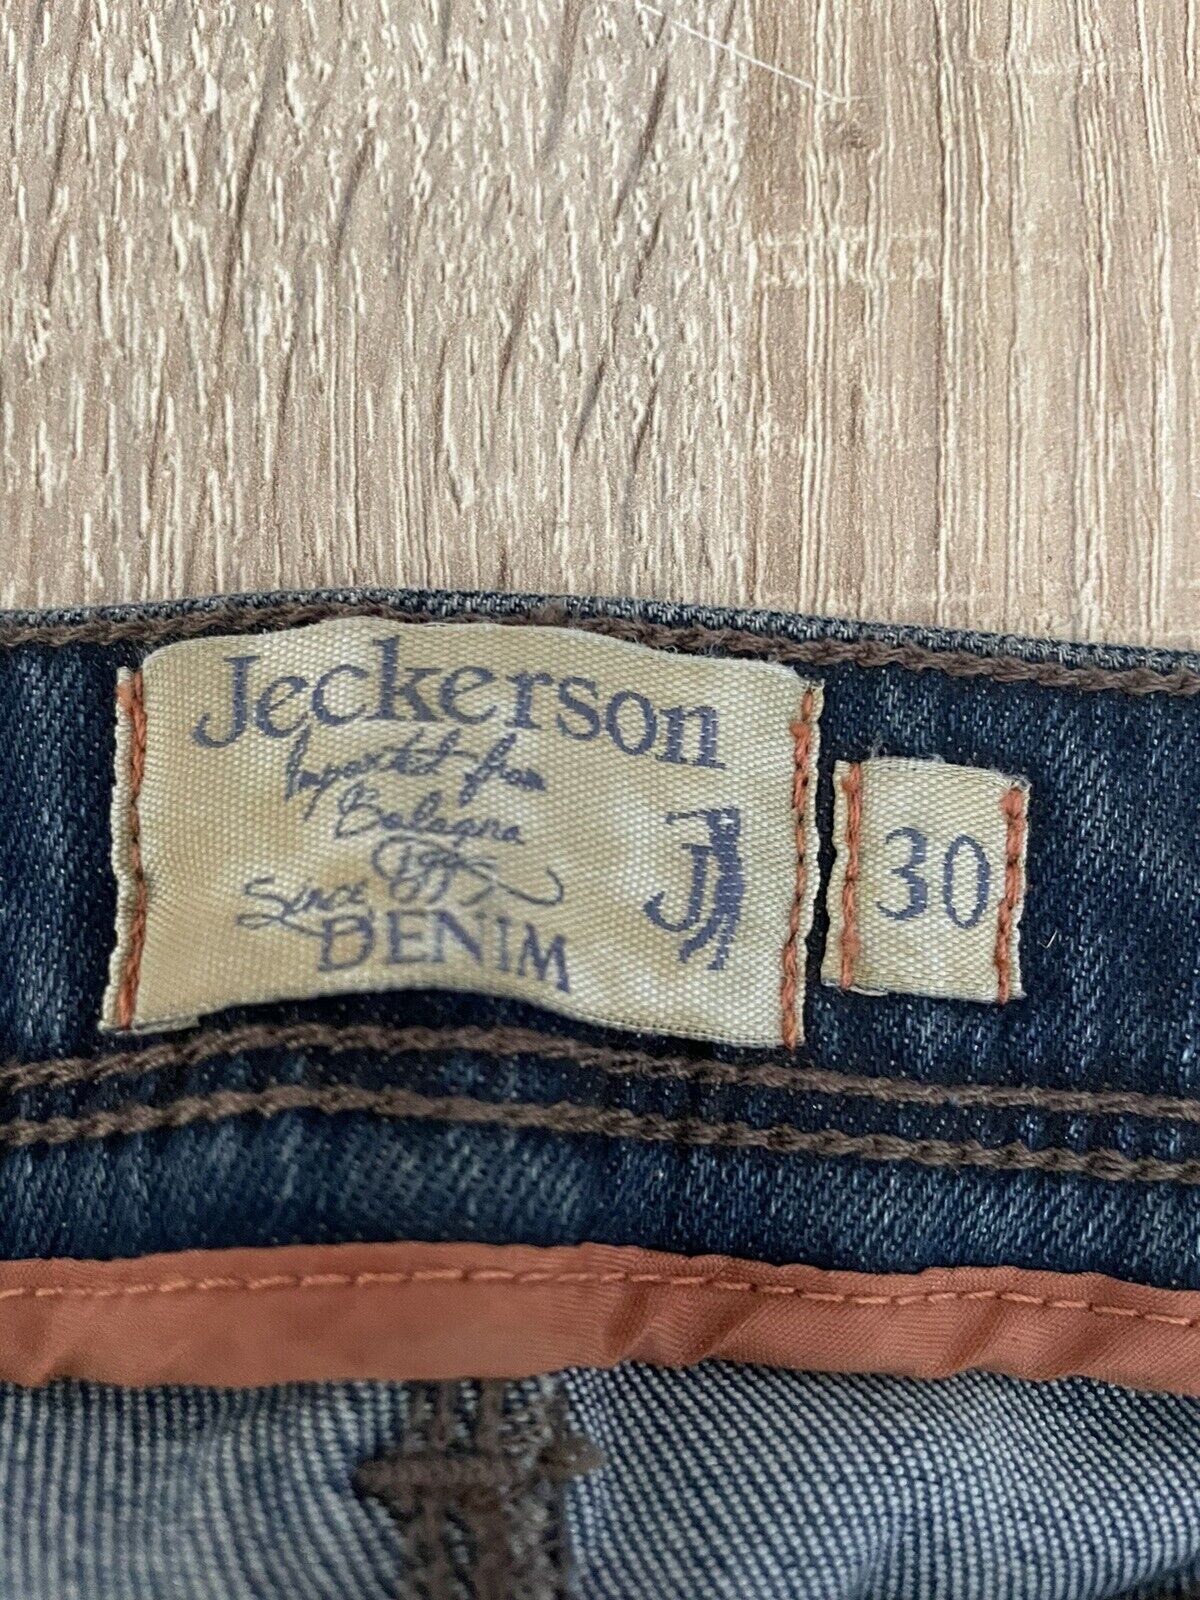 Jeckerson
Imported from
Bologna
Since 1995
DENIM
J
30